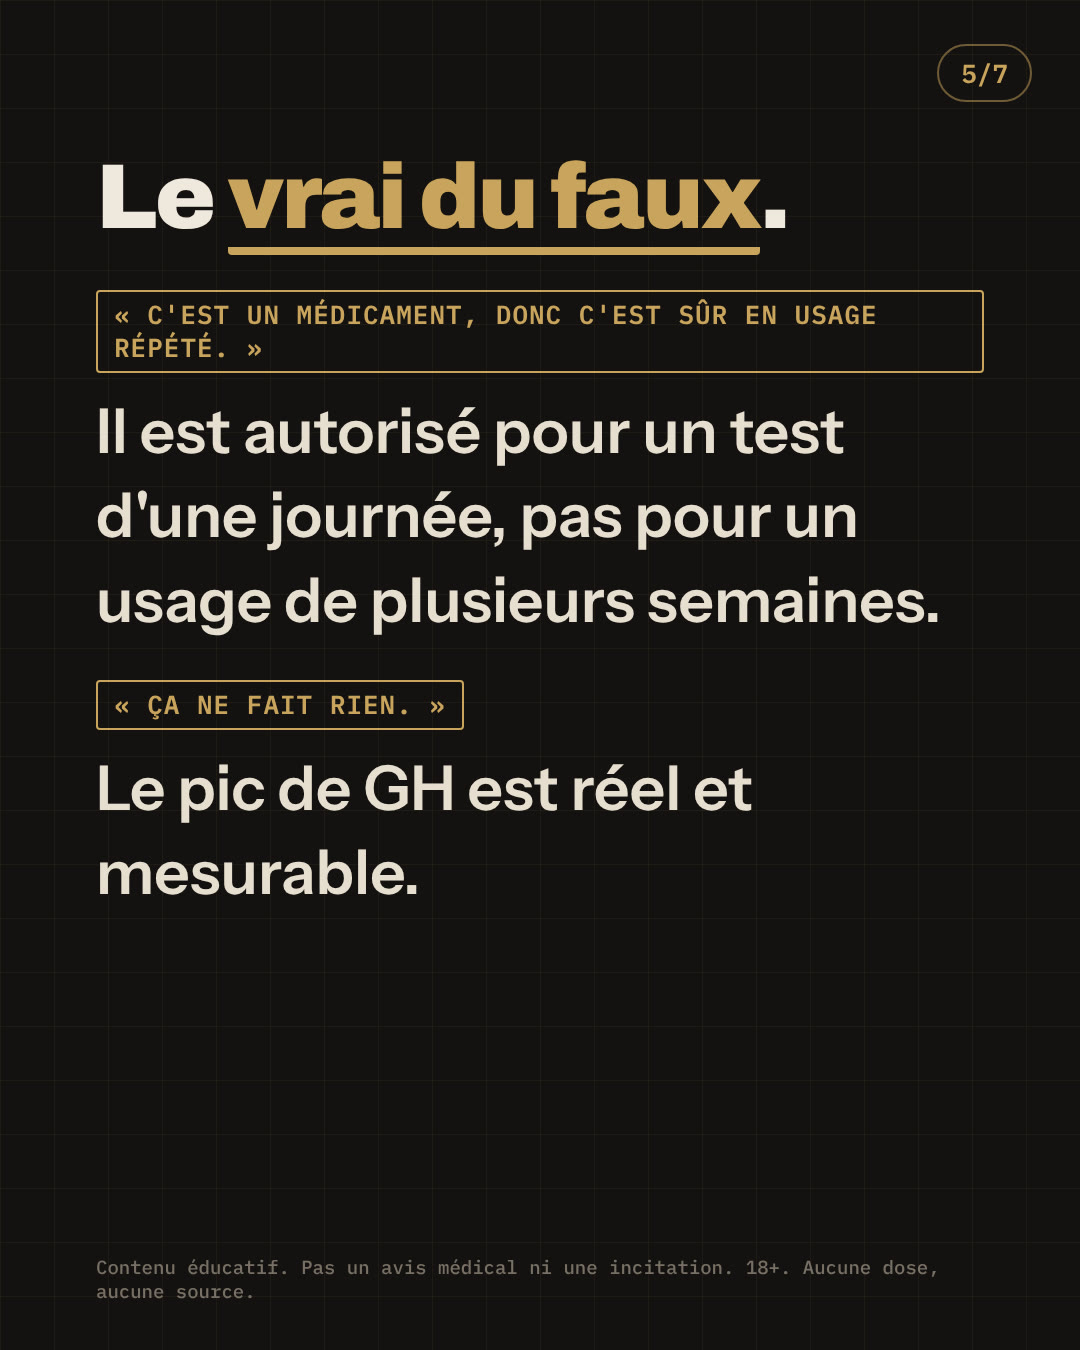 5/7
Le vrai du faux.
« C'EST UN MÉDICAMENT, DONC C'EST SÛR EN USAGE
RÉPÉTÉ. »
Il est autorisé pour un test
d'une journée, pas pour un
usage de plusieurs semaines.
« ÇA NE FAIT RIEN. »
Le pic de GH est réel et
mesurable.
Contenu éducatif. Pas un avis médical ni une incitation. 18+. Aucune dose,
aucune source.